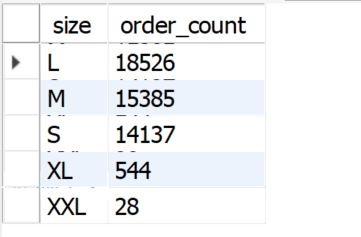 size order_count
L 18526
M 15385
S 14137
XL 544
XXL 28